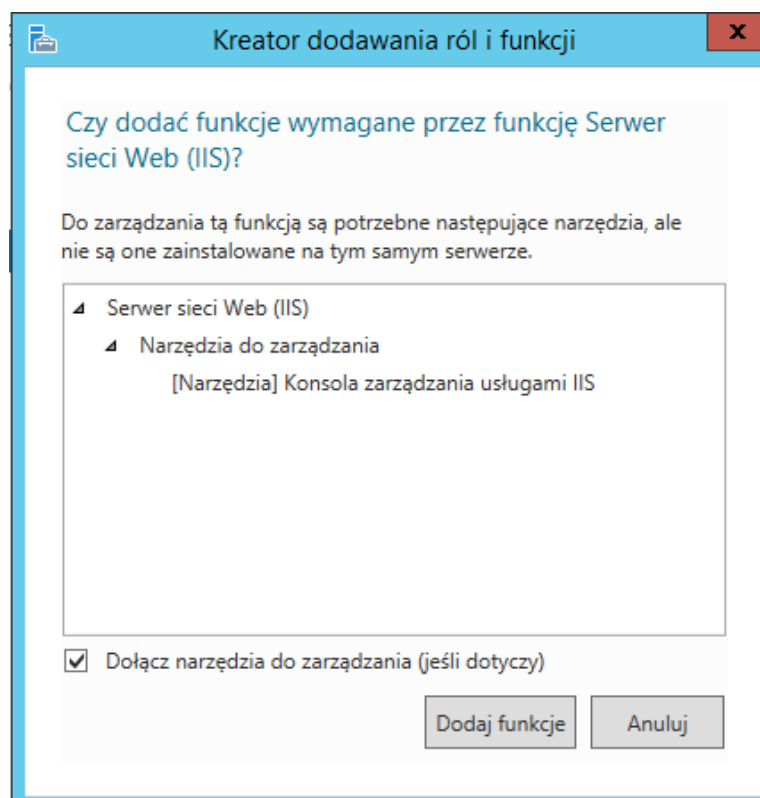 Kreator dodawania ról i funkcji
x
Czy dodać funkcje wymagane przez funkcję Serwer
sieci Web (IIS)?
Do zarządzania tą funkcją są potrzebne następujące narzędzia, ale
nie są one zainstalowane na tym samym serwerze.
Serwer sieci Web (IIS)
Narzędzia do zarządzania
[Narzędzia] Konsola zarządzania usługami IIS
Dołącz narzędzia do zarządzania (jeśli dotyczy)
Dodaj funkcje
Anuluj